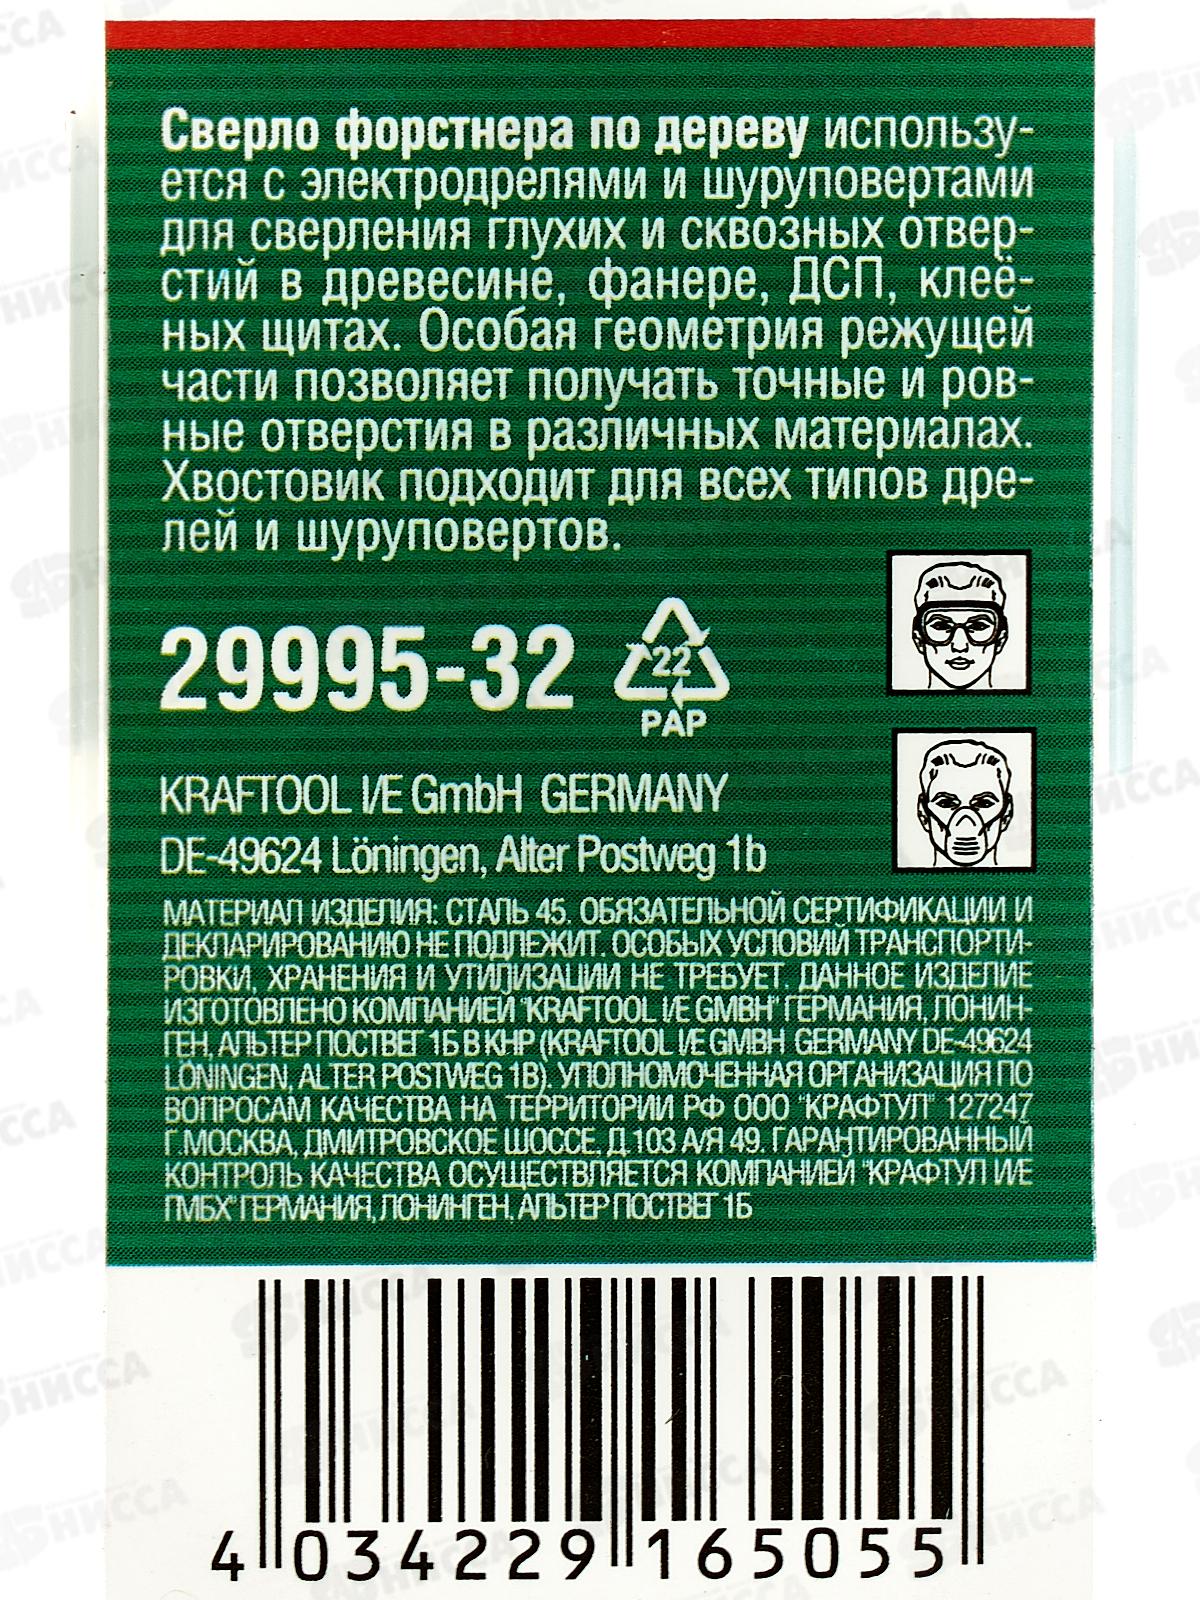 Сверло форстнера по дереву использу-
ется с электродрелями и шуруповертами
для сверления глухих и сквозных отвер-
стий в древесине, фанере, ДСП, клеё-
ных щитах. Особая геометрия режущей
части позволяет получать точные и ров-
ные отверстия в различных материалах.
Хвостовик подходит для всех типов дре-
лей и шуруповертов.
29995-32
22
PAP
KRAFTOOL I/E GmbH GERMANY
DE-49624 Löningen, Alter Postweg 1b
МАТЕРИАЛ ИЗДЕЛИЯ: СТАЛЬ 45. ОБЯЗАТЕЛЬНОЙ СЕРТИФИКАЦИИ И
ДЕКЛАРИРОВАНИЮ НЕ ПОДЛЕЖИТ. ОСОБЫХ УСЛОВИЙ ТРАНСПОРТИ-
РОВКИ, ХРАНЕНИЯ И УТИЛИЗАЦИИ НЕ ТРЕБУЕТ. ДАННОЕ ИЗДЕЛИЕ
ИЗГОТОВЛЕНО КОМПАНИЕЙ "KRAFTOOL I/E GMBH" ГЕРМАНИЯ, ЛОНИН-
ГЕН, АЛЬТЕР ПОСТВЕГ 1Б В КНР (KRAFTOOL I/E GMBH GERMANY DE-49624
LÖNINGEN, ALTER POSTWEG 1B). УПОЛНОМОЧЕННАЯ ОРГАНИЗАЦИЯ ПО
ВОПРОСАМ КАЧЕСТВА НА ТЕРРИТОРИИ РФ ООО "КРАФТУЛ" 127247
Г.МОСКВА, ДМИТРОВСКОЕ ШОССЕ, Д.103 А/Я 49. ГАРАНТИРОВАННЫЙ
КОНТРОЛЬ КАЧЕСТВА ОСУЩЕСТВЛЯЕТСЯ КОМПАНИЕЙ "КРАФТУЛ И/Е
ГМБХ" ГЕРМАНИЯ, ЛОНИНГЕН, АЛЬТЕР ПОСТВЕГ 1Б
4 034229 165055